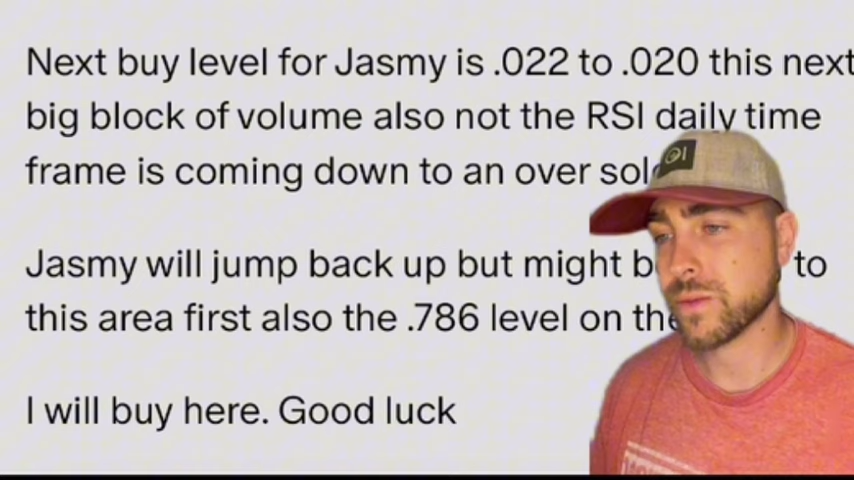 Next buy level for Jasmy is .022 to .020 this next
big block of volume also not the RSI daily time
frame is coming down to an over
Jasmy will jump back up but might to
this area first also the .786 level on
I will buy here. Good luck